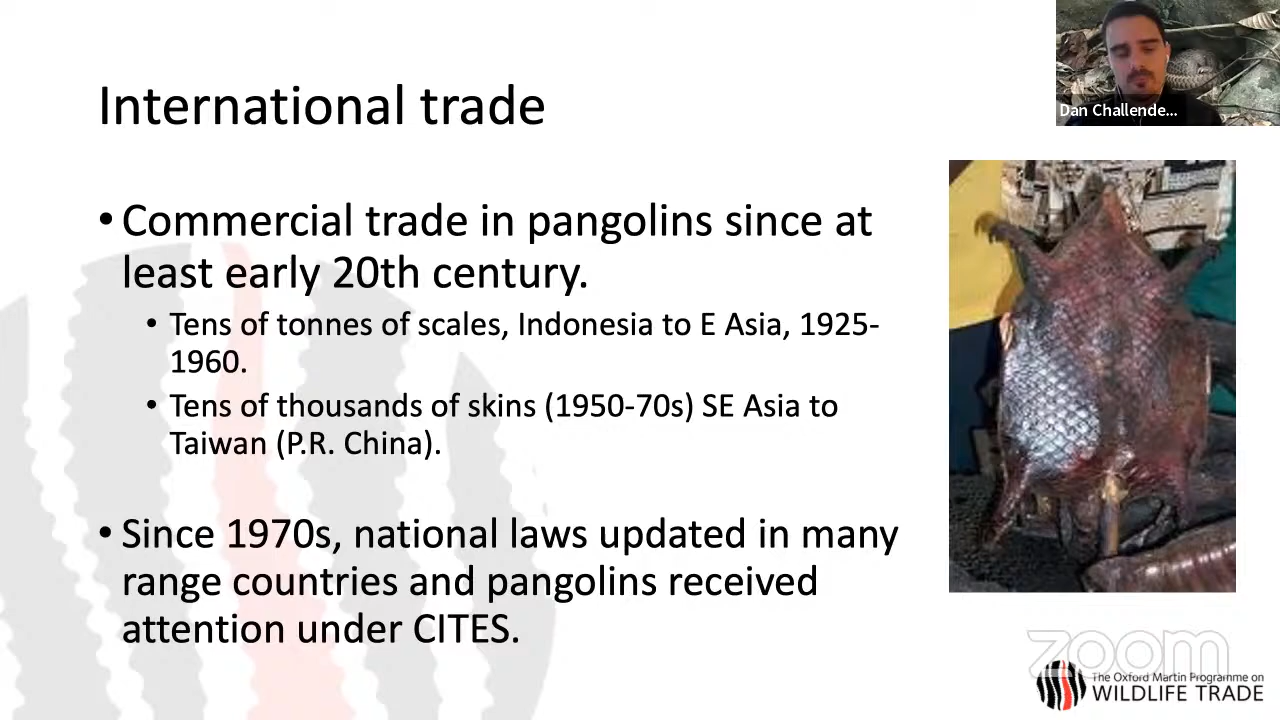 Dan Challende...
International trade
• Commercial trade in pangolins since at
least early 20th century.
• Tens of tonnes of scales, Indonesia to E Asia, 1925-
1960.
• Tens of thousands of skins (1950-70s) SE Asia to
Taiwan (P.R. China).
• Since 1970s, national laws updated in many
range countries and pangolins received
attention under CITES.
zoom
The Oxford Martin Programme on
WILDLIFE TRADE